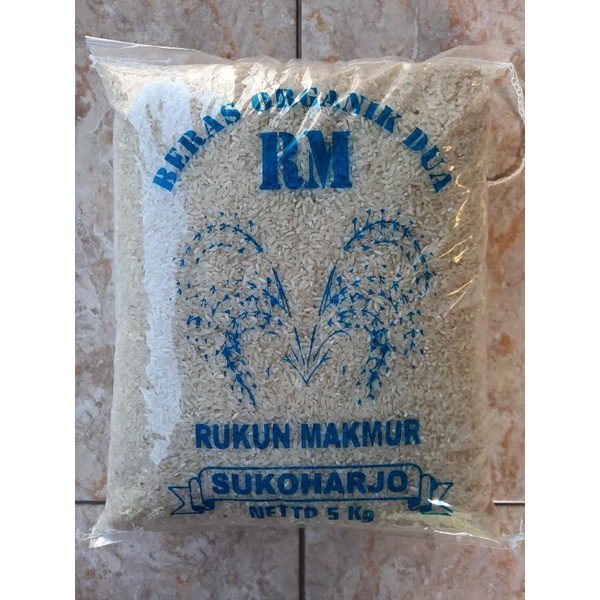 BERAS ORGANIK DUA
RM
RUKUN MAKMUR
SUKOHARJO
NETTO 5 Kg